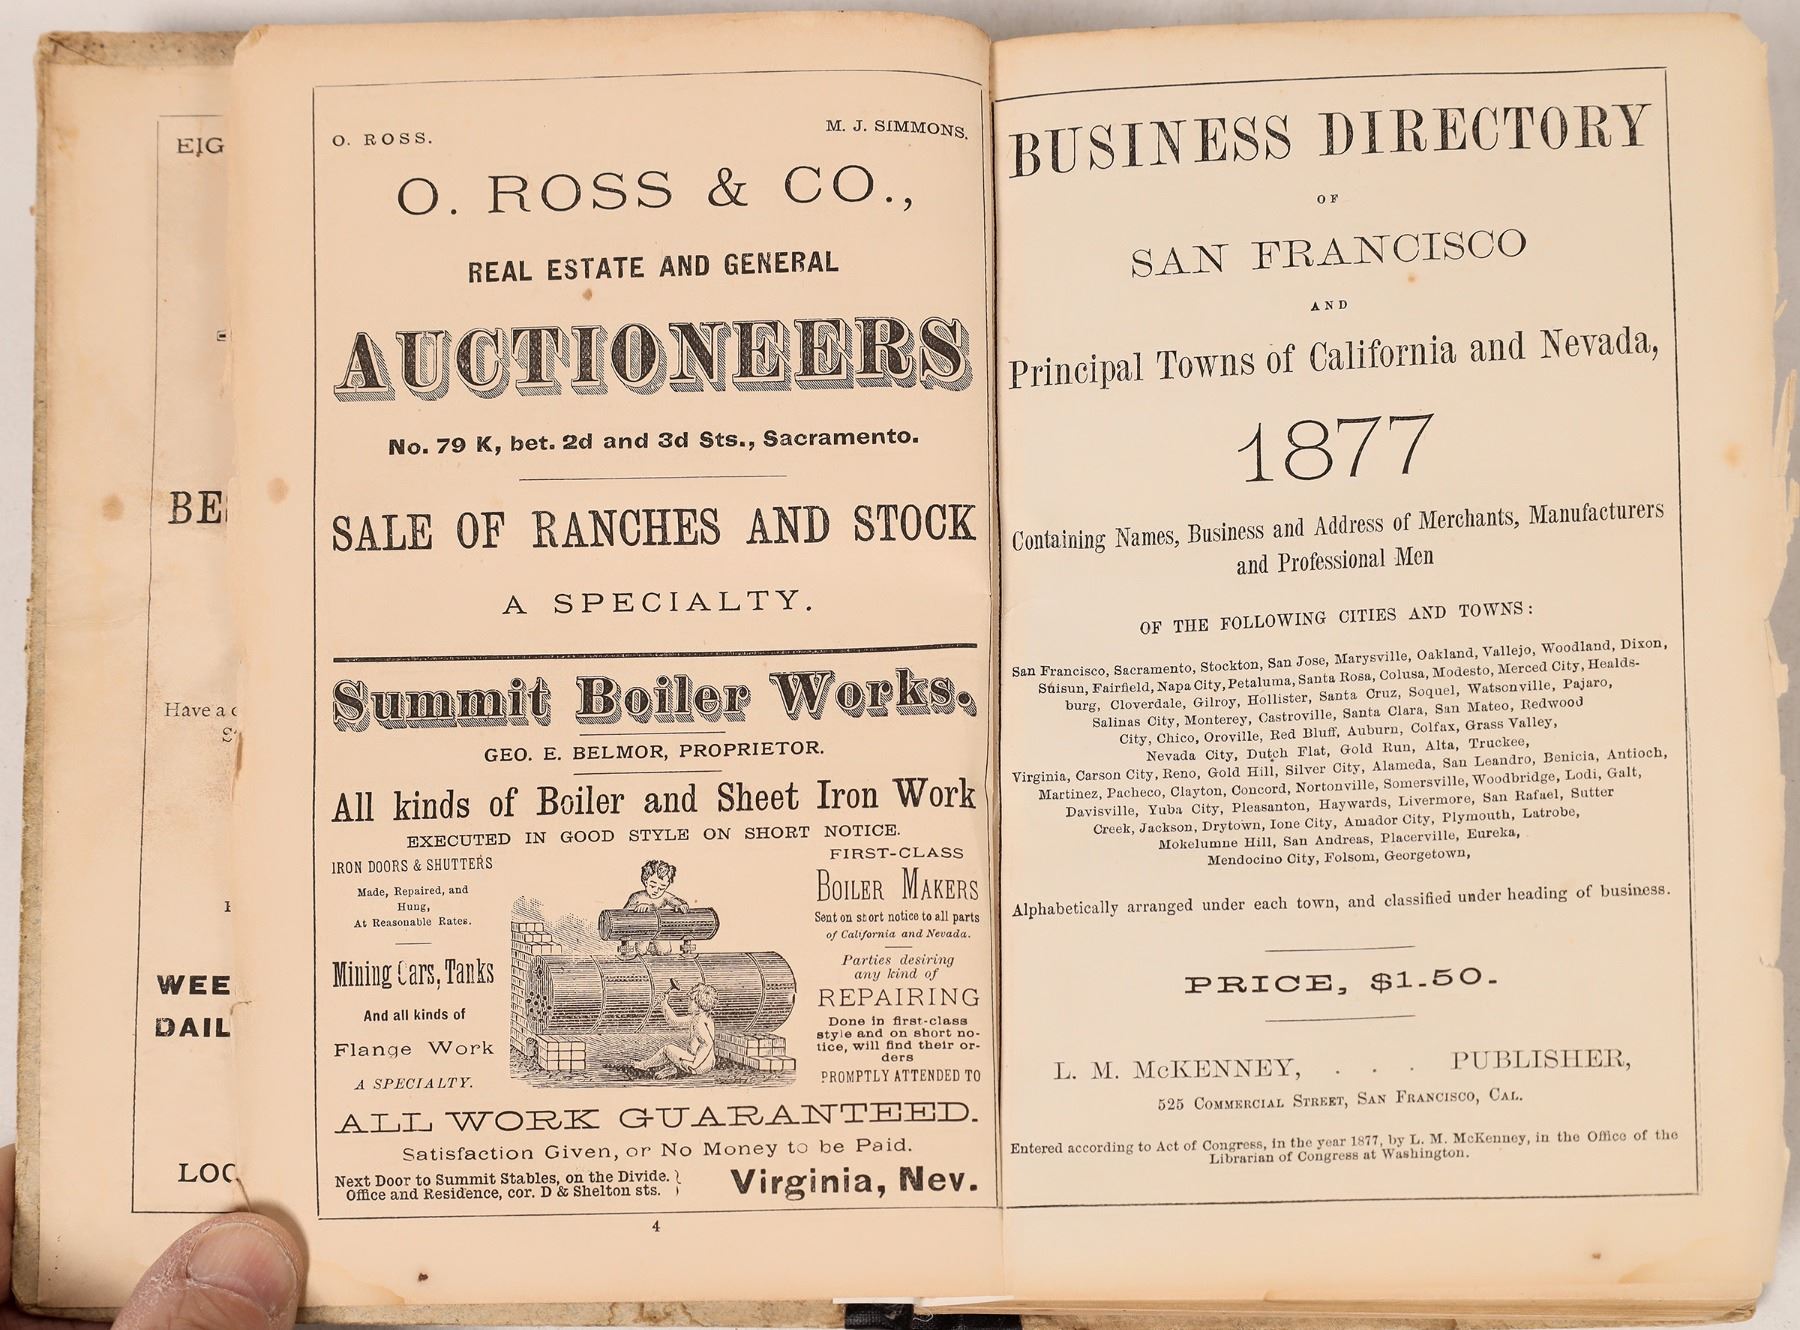 EIG
BE
Have a
WEE
DAIL
LOC
O. ROSS. M. J. SIMMONS.
O. ROSS & CO.,
REAL ESTATE AND GENERAL
AUCTIONEERS
No. 79 K, bet. 2d and 3d Sts., Sacramento.
SALE OF RANCHES AND STOCK
A SPECIALTY.
Summit Boiler Works.
GEO. E. BELMOR, PROPRIETOR.
All kinds of Boiler and Sheet Iron Work
EXECUTED IN GOOD STYLE ON SHORT NOTICE.
IRON DOORS & SHUTTERS
Made, Repaired, and
Hung,
At Reasonable Rates.
Mining Cars, Tanks
And all kinds of
Flange Work
A SPECIALTY.
FIRST-CLASS
BOILER MAKERS
Sent on short notice to all parts
of California and Nevada.
Parties desiring
any kind of
REPAIRING
Done in first-class
style and on short no-
tice, will find their or-
ders
PROMPTLY ATTENDED TO
ALL WORK GUARANTEED.
Satisfaction Given, or No Money to be Paid.
Next Door to Summit Stables, on the Divide.
Office and Residence, cor. D & Shelton sts.
Virginia, Nev.
4
BUSINESS DIRECTORY
OF
SAN FRANCISCO
AND
Principal Towns of California and Nevada,
1877
Containing Names, Business and Address of Merchants, Manufacturers
and Professional Men
OF THE FOLLOWING CITIES AND TOWNS:
San Francisco, Sacramento, Stockton, San Jose, Marysville, Oakland, Vallejo, Woodland, Dixon,
Suisun, Fairfield, Napa City, Petaluma, Santa Rosa, Colusa, Modesto, Merced City, Healds-
burg, Cloverdale, Gilroy, Hollister, Santa Cruz, Soquel, Watsonville, Pajaro,
Salinas City, Monterey, Castroville, Santa Clara, San Mateo, Redwood
City, Chico, Oroville, Red Bluff, Auburn, Colfax, Grass Valley,
Nevada City, Dutch Flat, Gold Run, Alta, Truckee,
Virginia, Carson City, Reno, Gold Hill, Silver City, Alameda, San Leandro, Benicia, Antioch,
Martinez, Pacheco, Clayton, Concord, Nortonville, Somersville, Woodbridge, Lodi, Galt,
Davisville, Yuba City, Pleasanton, Haywards, Livermore, San Rafael, Sutter
Creek, Jackson, Drytown, Ione City, Amador City, Plymouth, Latrobe,
Mokelumne Hill, San Andreas, Placerville, Eureka,
Mendocino City, Folsom, Georgetown,
Alphabetically arranged under each town, and classified under heading of business.
PRICE, $1.50.
L. M. McKENNEY, . . . PUBLISHER,
525 COMMERCIAL STREET, SAN FRANCISCO, CAL.
Entered according to Act of Congress, in the year 1877, by L. M. McKenney, in the Office of the
Librarian of Congress at Washington.